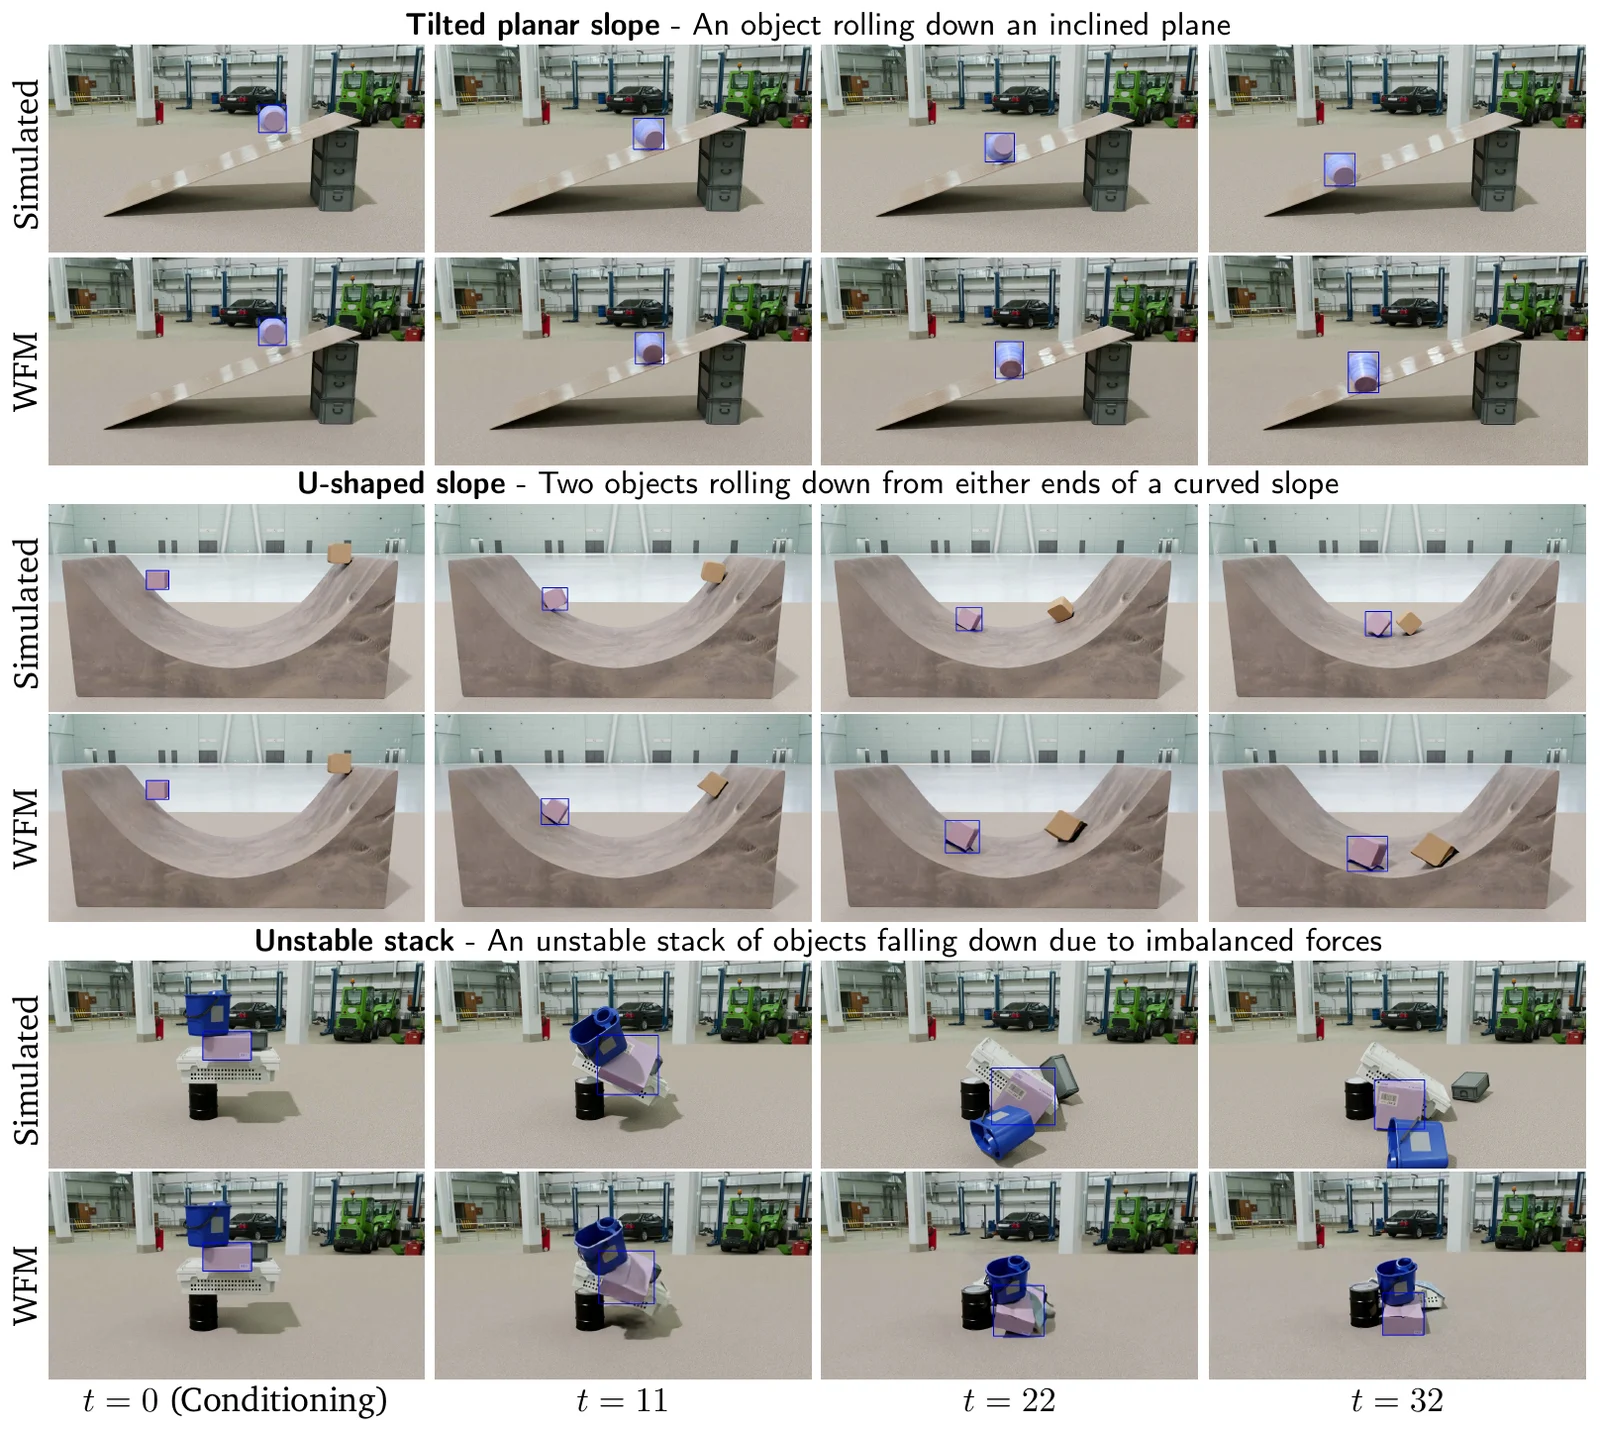 Tilted planar slope - An object rolling down an inclined plane
Simulated
WFM
U-shaped slope - Two objects rolling down from either ends of a curved slope
Simulated
WFM
Unstable stack - An unstable stack of objects falling down due to imbalanced forces
Simulated
WFM
t = 0 (Conditioning)
t = 11
t = 22
t = 32